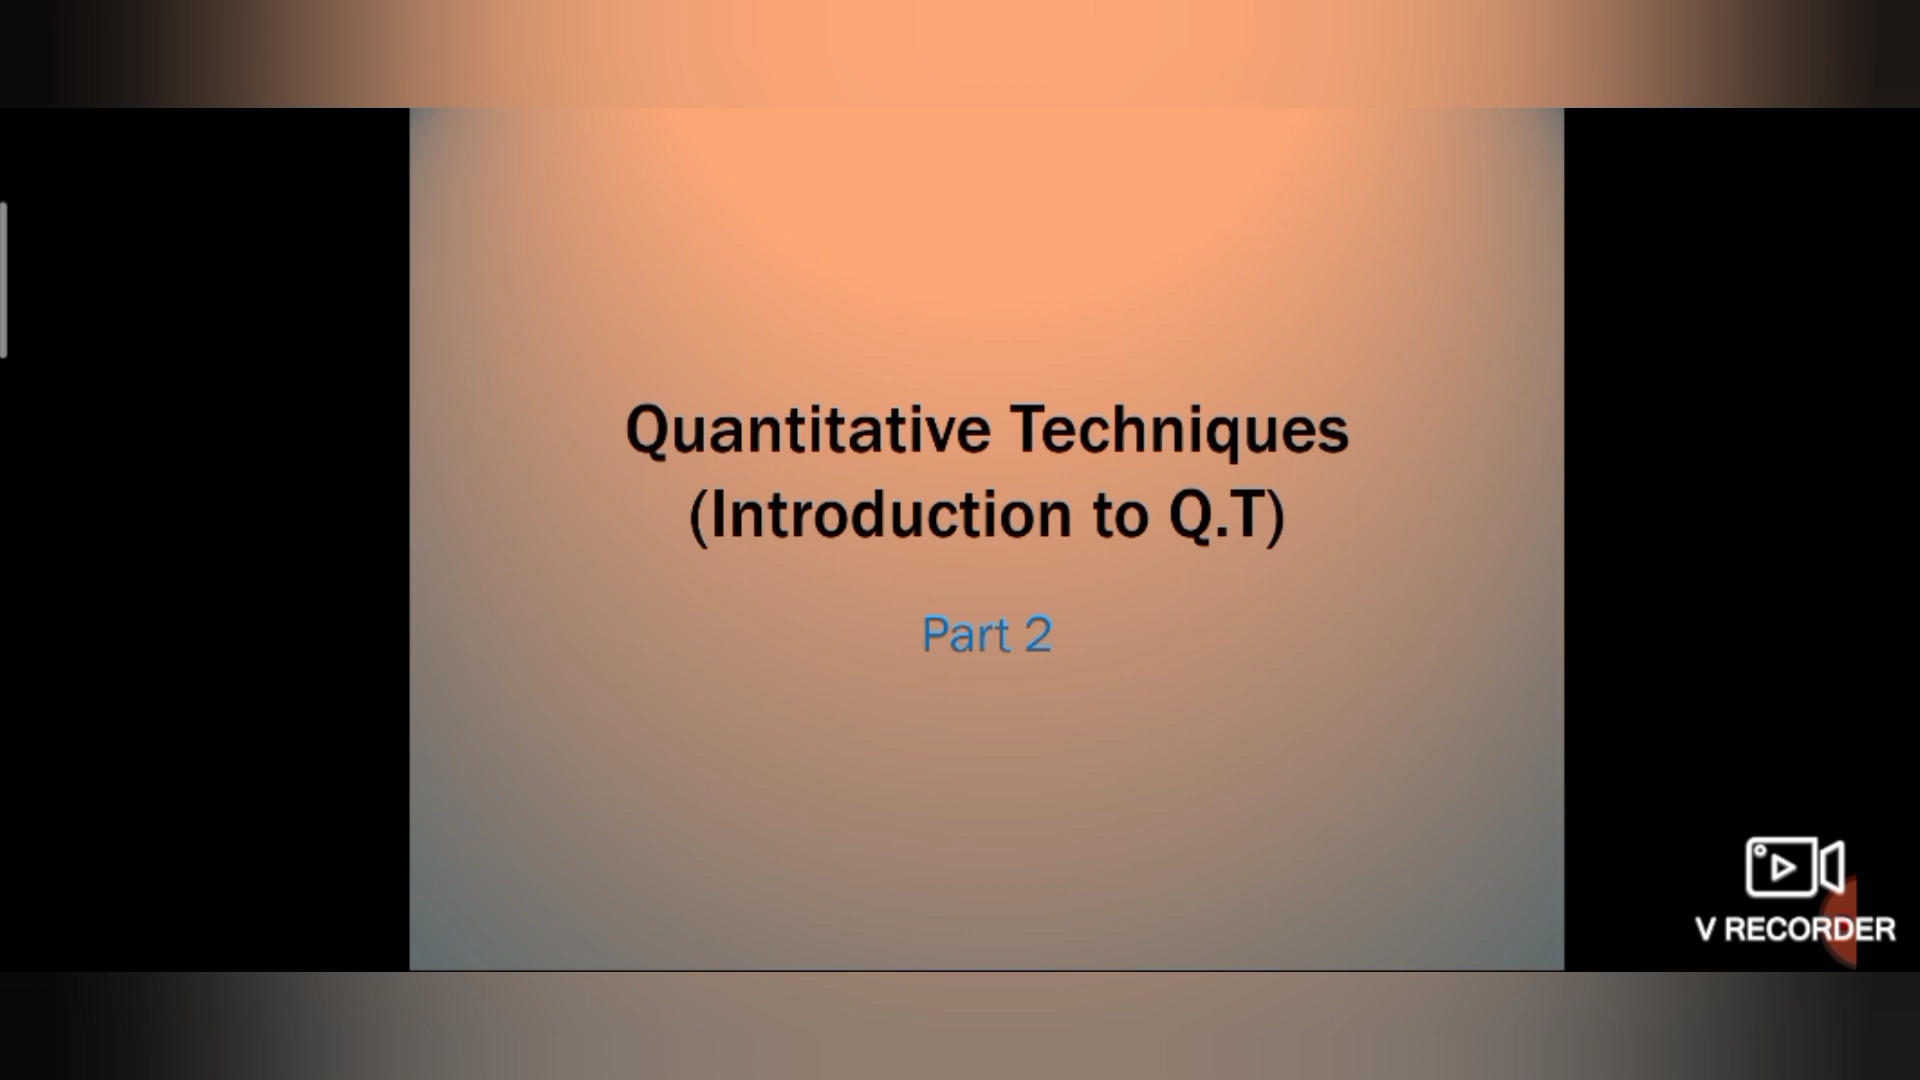 Quantitative Techniques
(Introduction to Q.T)
Part 2
V RECORDER